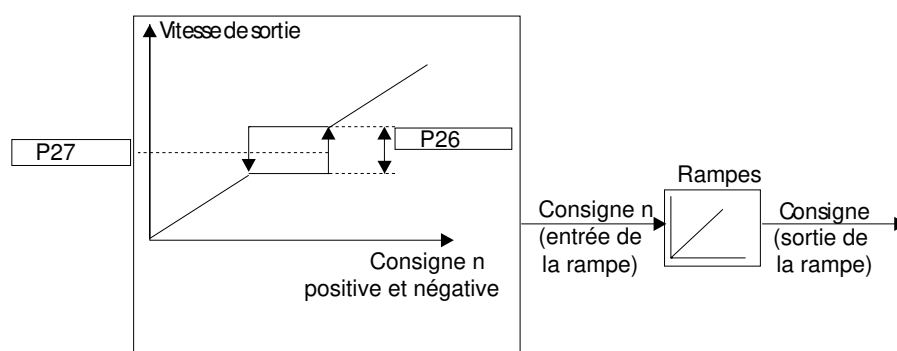 Vitesse de sortie
P27
P26
Rampes
Consigne n
(entrée de
la rampe)
Consigne
(sortie de
la rampe)
Consigne n
positive et négative